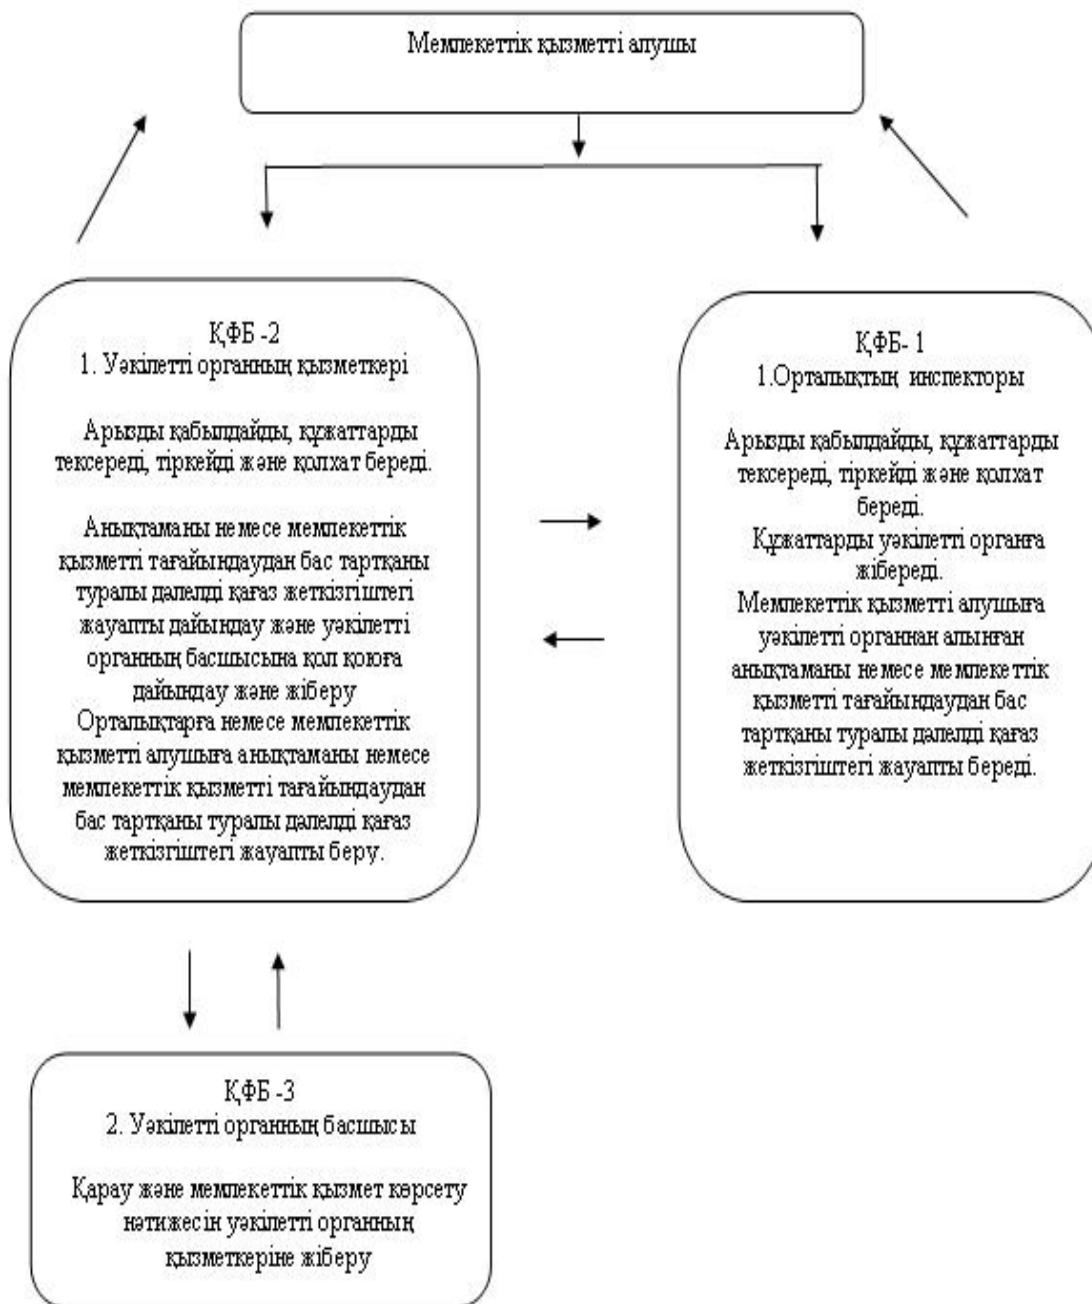 Мемлекеттік қызметті алушы
ҚФБ -2
1. Уәкілетті органның қызметкері
Арызды қабылдайды, құжаттарды
тексереді, тіркейді және қолхат береді.
Анықтаманы немесе мемлекеттік
қызметті тағайындаудан бас тартқаны
туралы дәлелді қағаз жеткізгіштегі
жауапты дайындау және уәкілетті
органның басшысына қол қоюға
дайындау және жіберу
Орталықтарға немесе мемлекеттік
қызметті алушыға анықтаманы немесе
мемлекеттік қызметті тағайындаудан
бас тартқаны туралы дәлелді қағаз
жеткізгіштегі жауапты беру.
ҚФБ- 1
1.Орталықтың инспекторы
Арызды қабылдайды, құжаттарды
тексереді, тіркейді және қолхат
береді.
Құжаттарды уәкілетті органға
жібереді.
Мемлекеттік қызметті алушыға
уәкілетті органнан алынған
анықтаманы немесе мемлекеттік
қызметті тағайындаудан бас
тартқаны туралы дәлелді қағаз
жеткізгіштегі жауапты береді.
ҚФБ -3
2. Уәкілетті органның басшысы
Қарау және мемлекеттік қызмет көрсету
нәтижесін уәкілетті органның
қызметкеріне жіберу